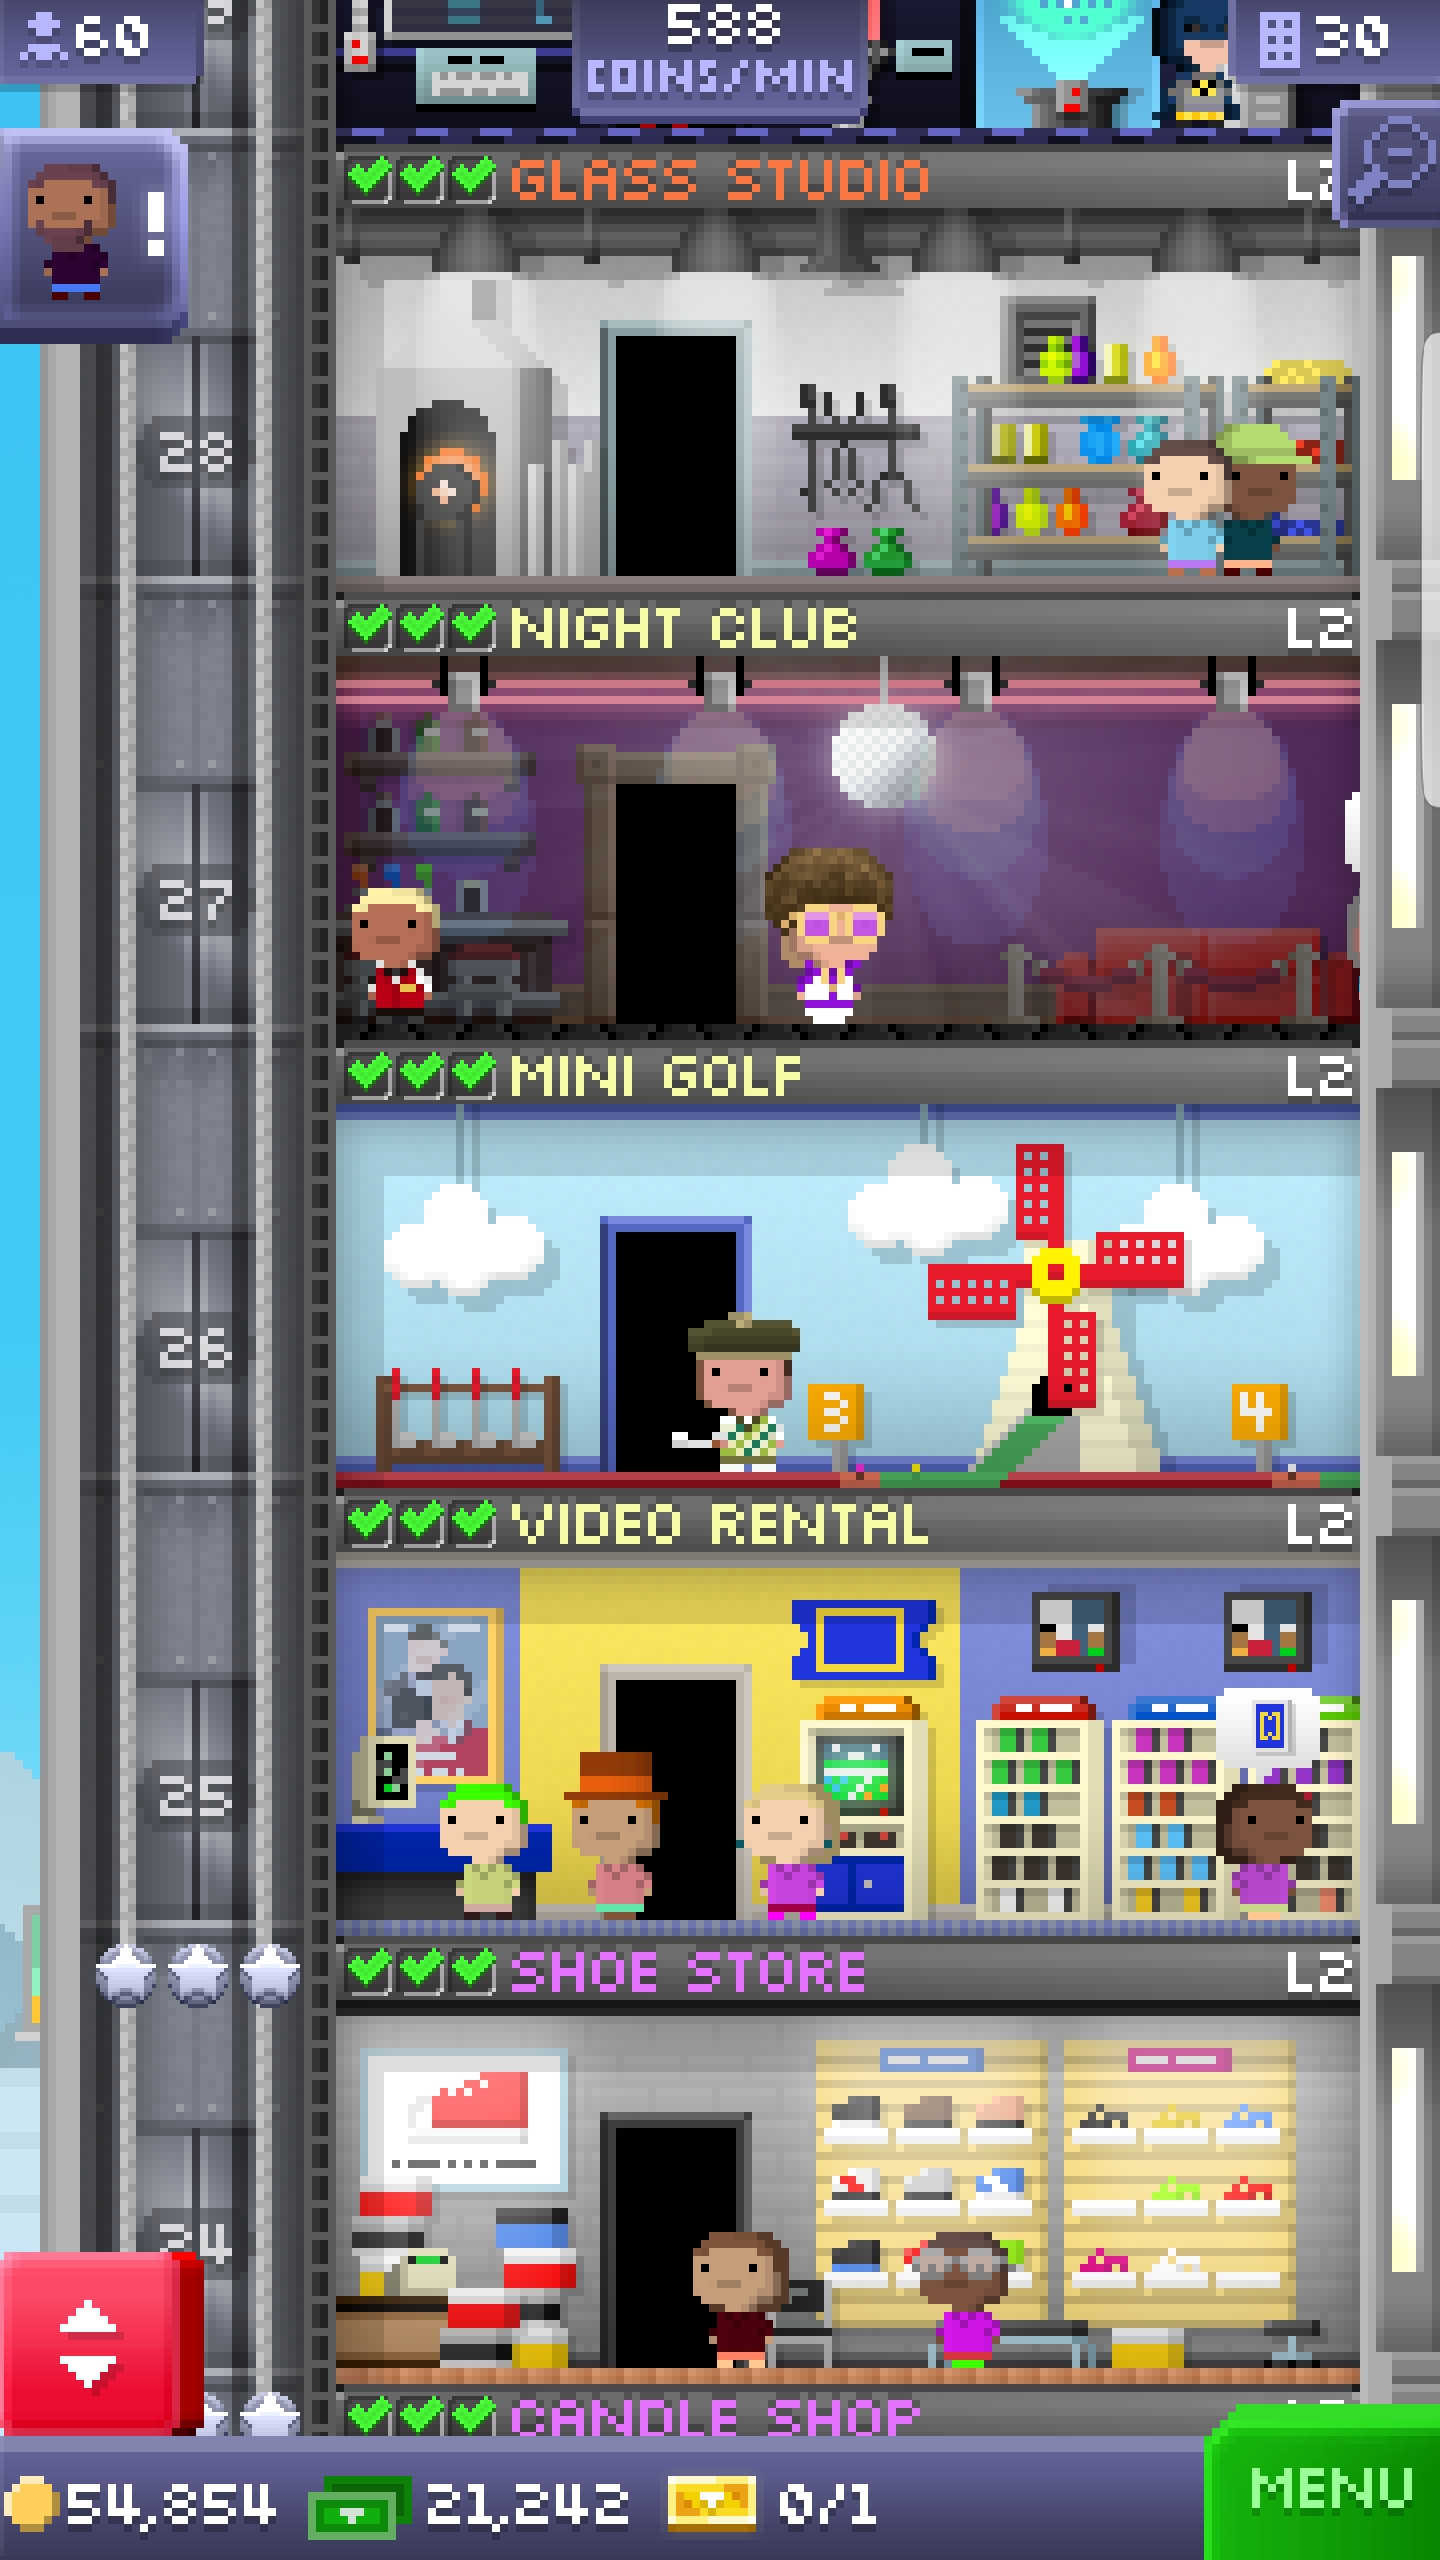 60
588
COINS/MIN
30
!
GLASS STUDIO
28
NIGHT CLUB L2
27
MINI GOLF L2
26
3
4
VIDEO RENTAL L2
25
SHOE STORE L2
24
CANDLE SHOP
54,854 21,242 0/1
MENU